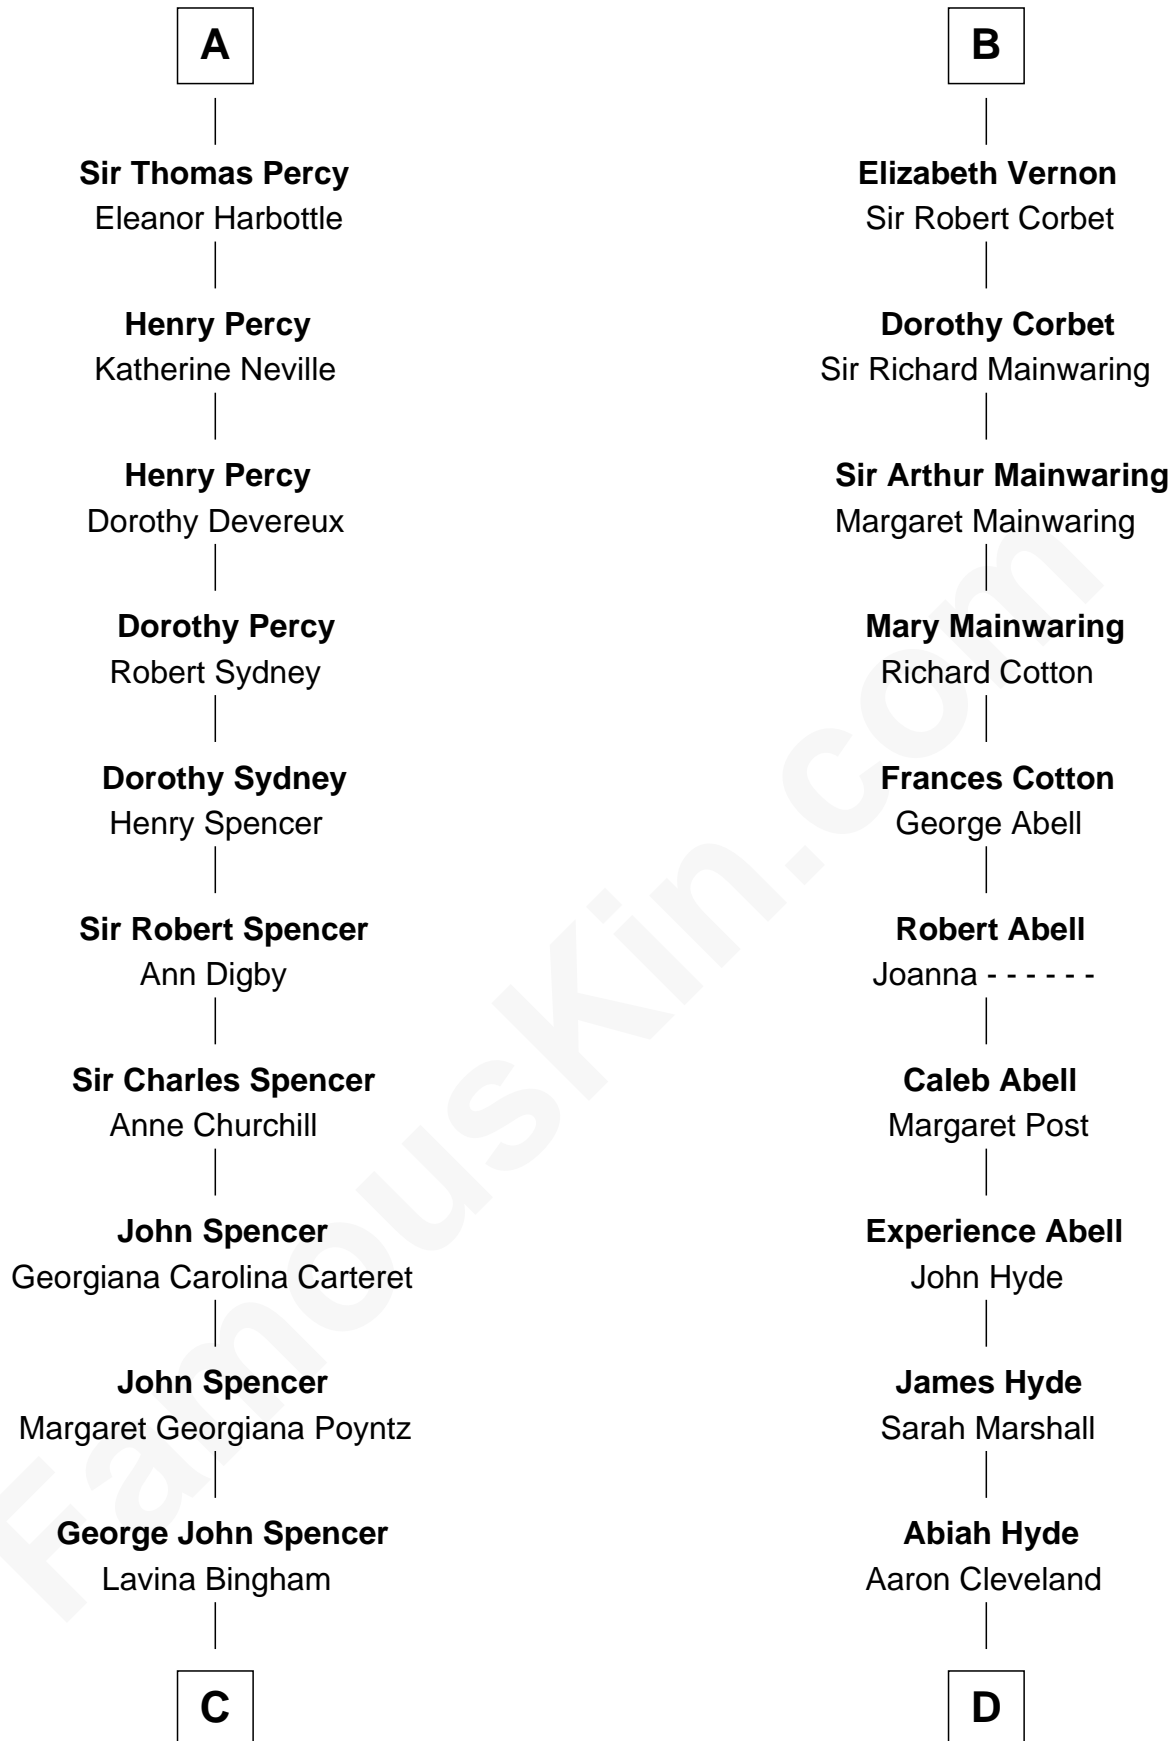 A
Sir Thomas Percy
Eleanor Harbottle
Henry Percy
Katherine Neville
Henry Percy
Dorothy Devereux
Dorothy Percy
Robert Sydney
Dorothy Sydney
Henry Spencer
Sir Robert Spencer
Ann Digby
Sir Charles Spencer
Anne Churchill
John Spencer
Georgiana Carolina Carteret
John Spencer
Margaret Georgiana Poyntz
George John Spencer
Lavina Bingham
C
B
Elizabeth Vernon
Sir Robert Corbet
Dorothy Corbet
Sir Richard Mainwaring
Sir Arthur Mainwaring
Margaret Mainwaring
Mary Mainwaring
Richard Cotton
Frances Cotton
George Abell
Robert Abell
Joanna - - - - - -
Caleb Abell
Margaret Post
Experience Abell
John Hyde
James Hyde
Sarah Marshall
Abiah Hyde
Aaron Cleveland
D
FamousKin.com